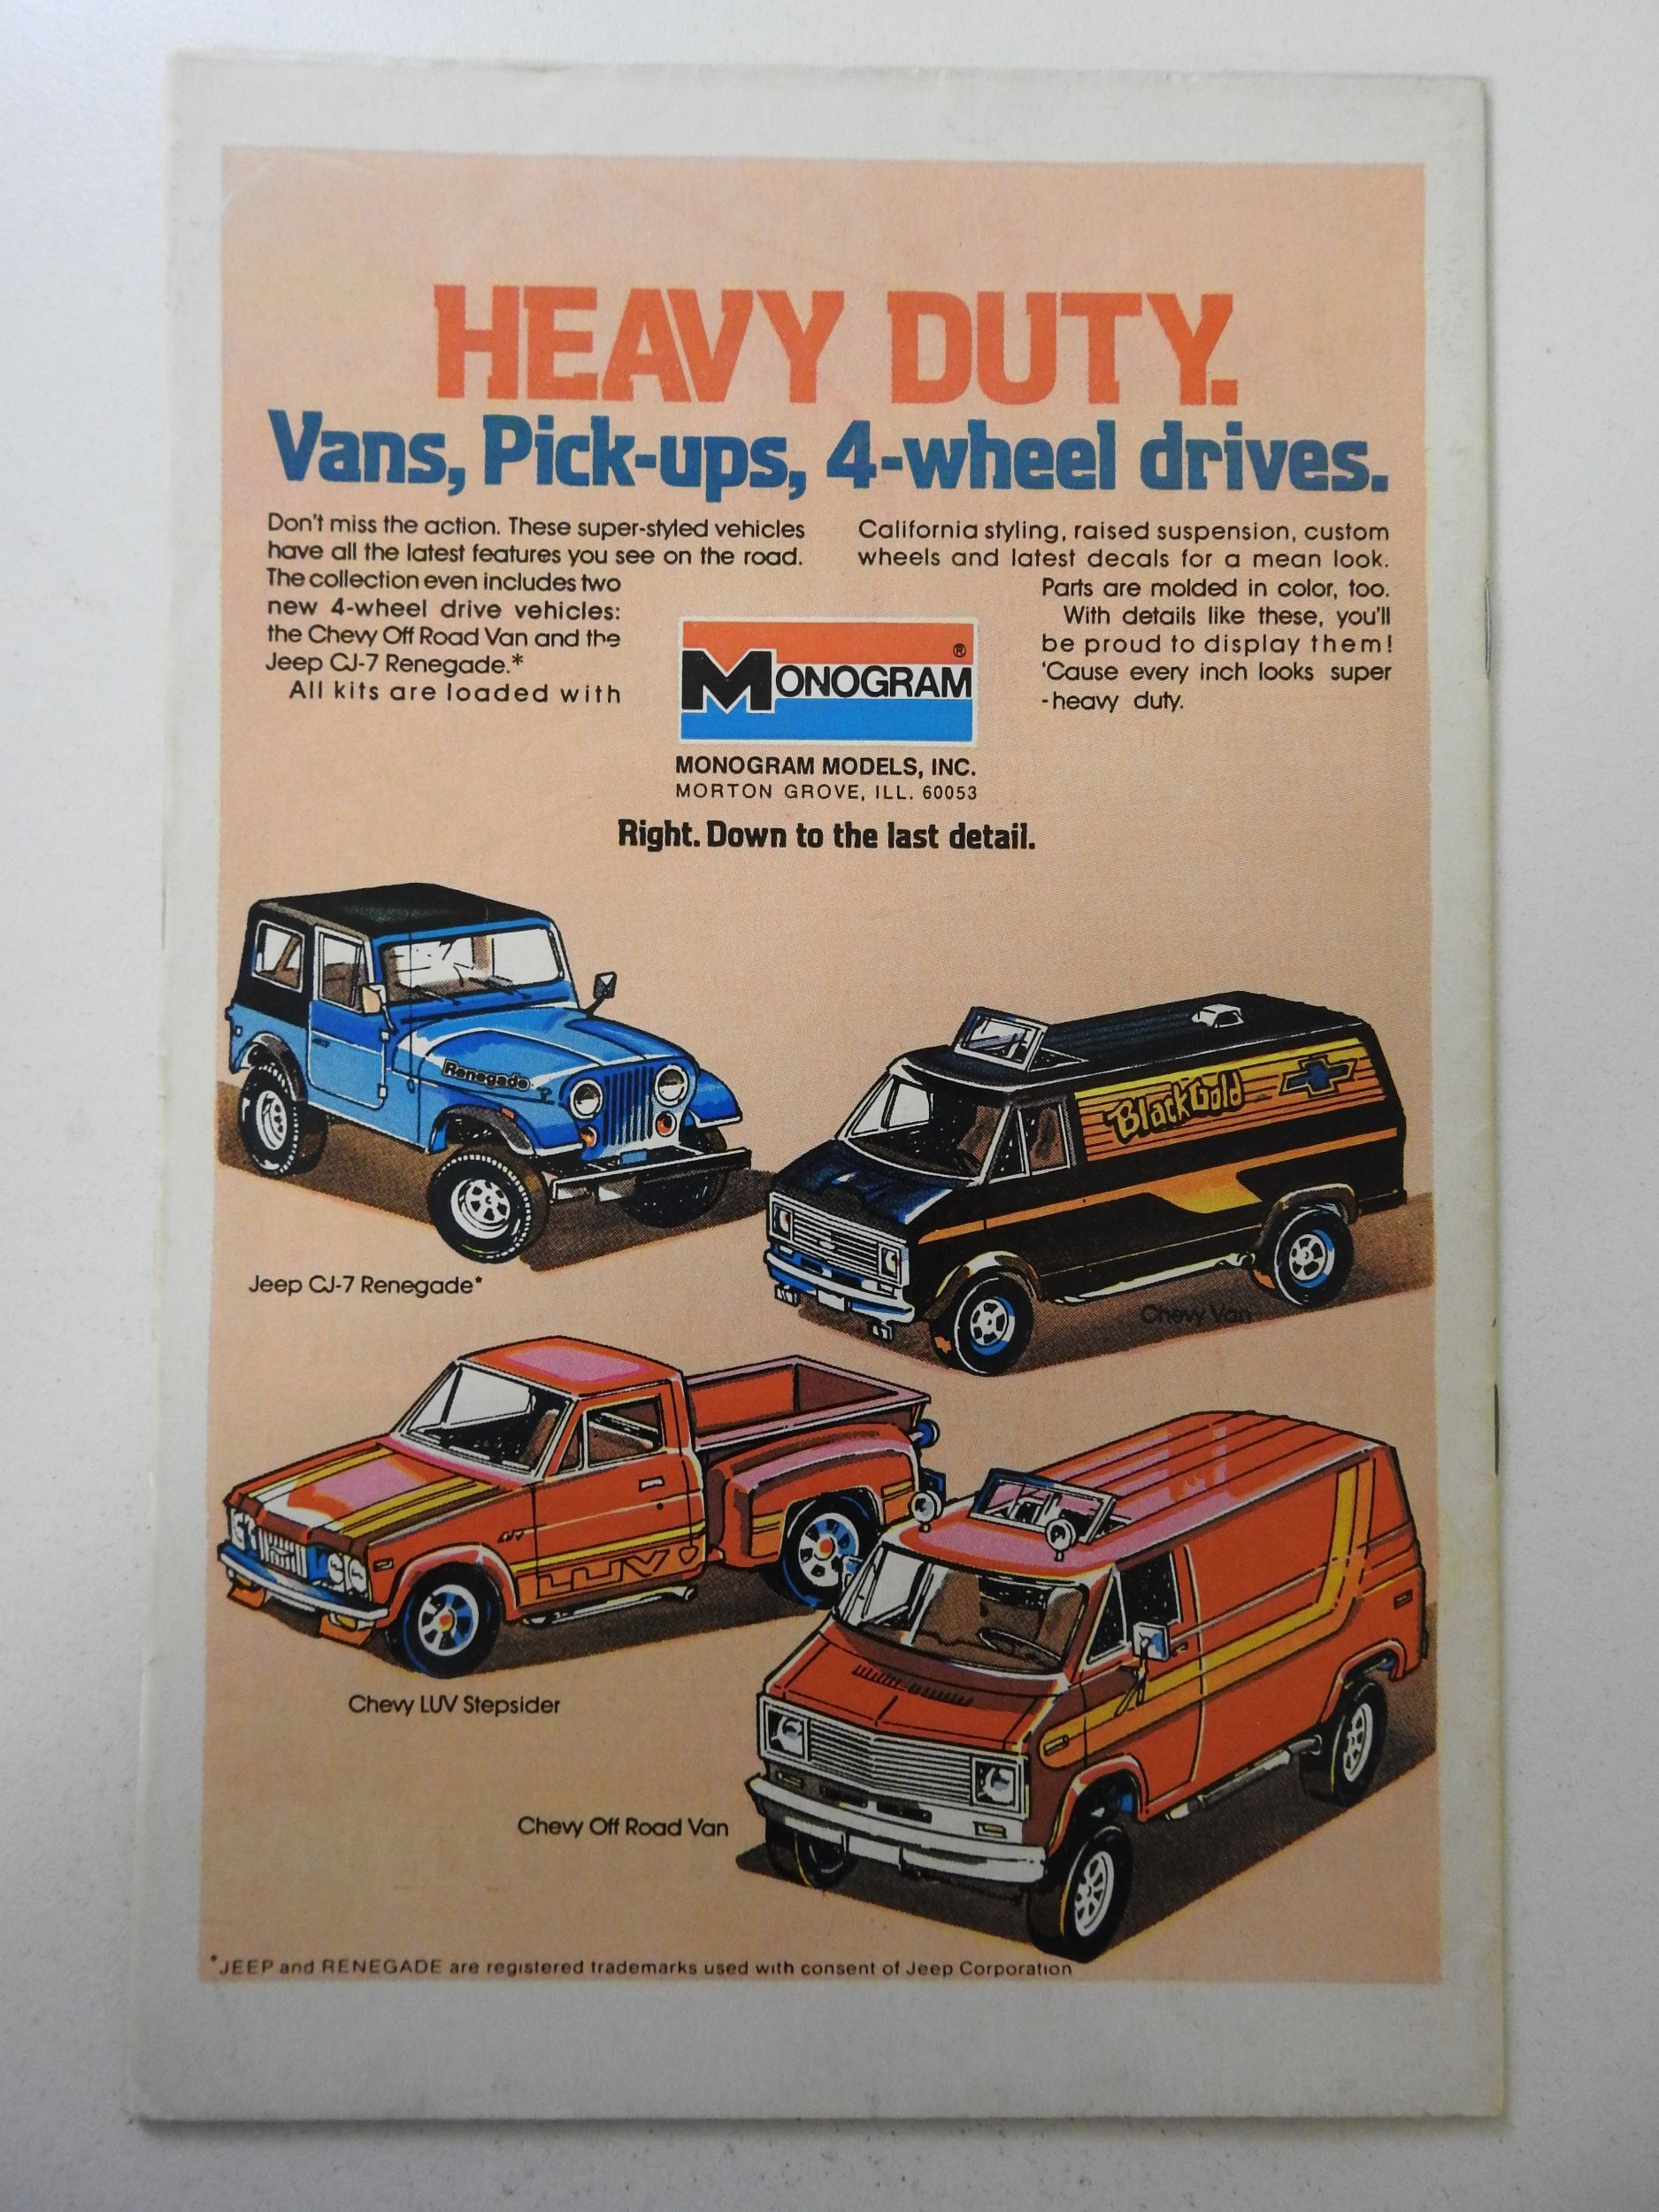 HEAVY DUTY.
Vans, Pick-ups, 4-wheel drives.
Don't miss the action. These super-styled vehicles
have all the latest features you see on the road.
The collection even includes two
new 4-wheel drive vehicles:
the Chevy Off Road Van and the
Jeep CJ-7 Renegade.*
All kits are loaded with
California styling, raised suspension, custom
wheels and latest decals for a mean look.
Parts are molded in color, too.
With details like these, you'll
be proud to display them!
'Cause every inch looks super
-heavy duty.
MONOGRAM®
MONOGRAM MODELS, INC.
MORTON GROVE, ILL. 60053
Right. Down to the last detail.
Renegade
Black Gold
Jeep CJ-7 Renegade*
Chevy Van
LUV
Chevy LUV Stepsider
Chevy Off Road Van
*JEEP and RENEGADE are registered trademarks used with consent of Jeep Corporation